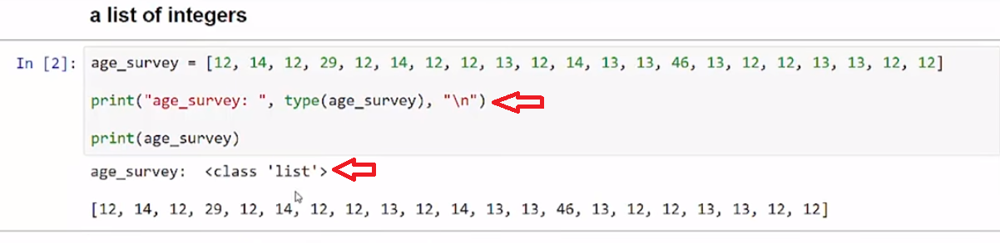 a list of integers
In [2]: age_survey = [12, 14, 12, 29, 12, 14, 12, 12, 13, 12, 14, 13, 13, 46, 13, 12, 12, 13, 13, 12, 12]
print("age_survey: ", type(age_survey), "\n")
print(age_survey)
age_survey:  <class 'list'>
[12, 14, 12, 29, 12, 14, 12, 12, 13, 12, 14, 13, 13, 46, 13, 12, 12, 13, 13, 12, 12]